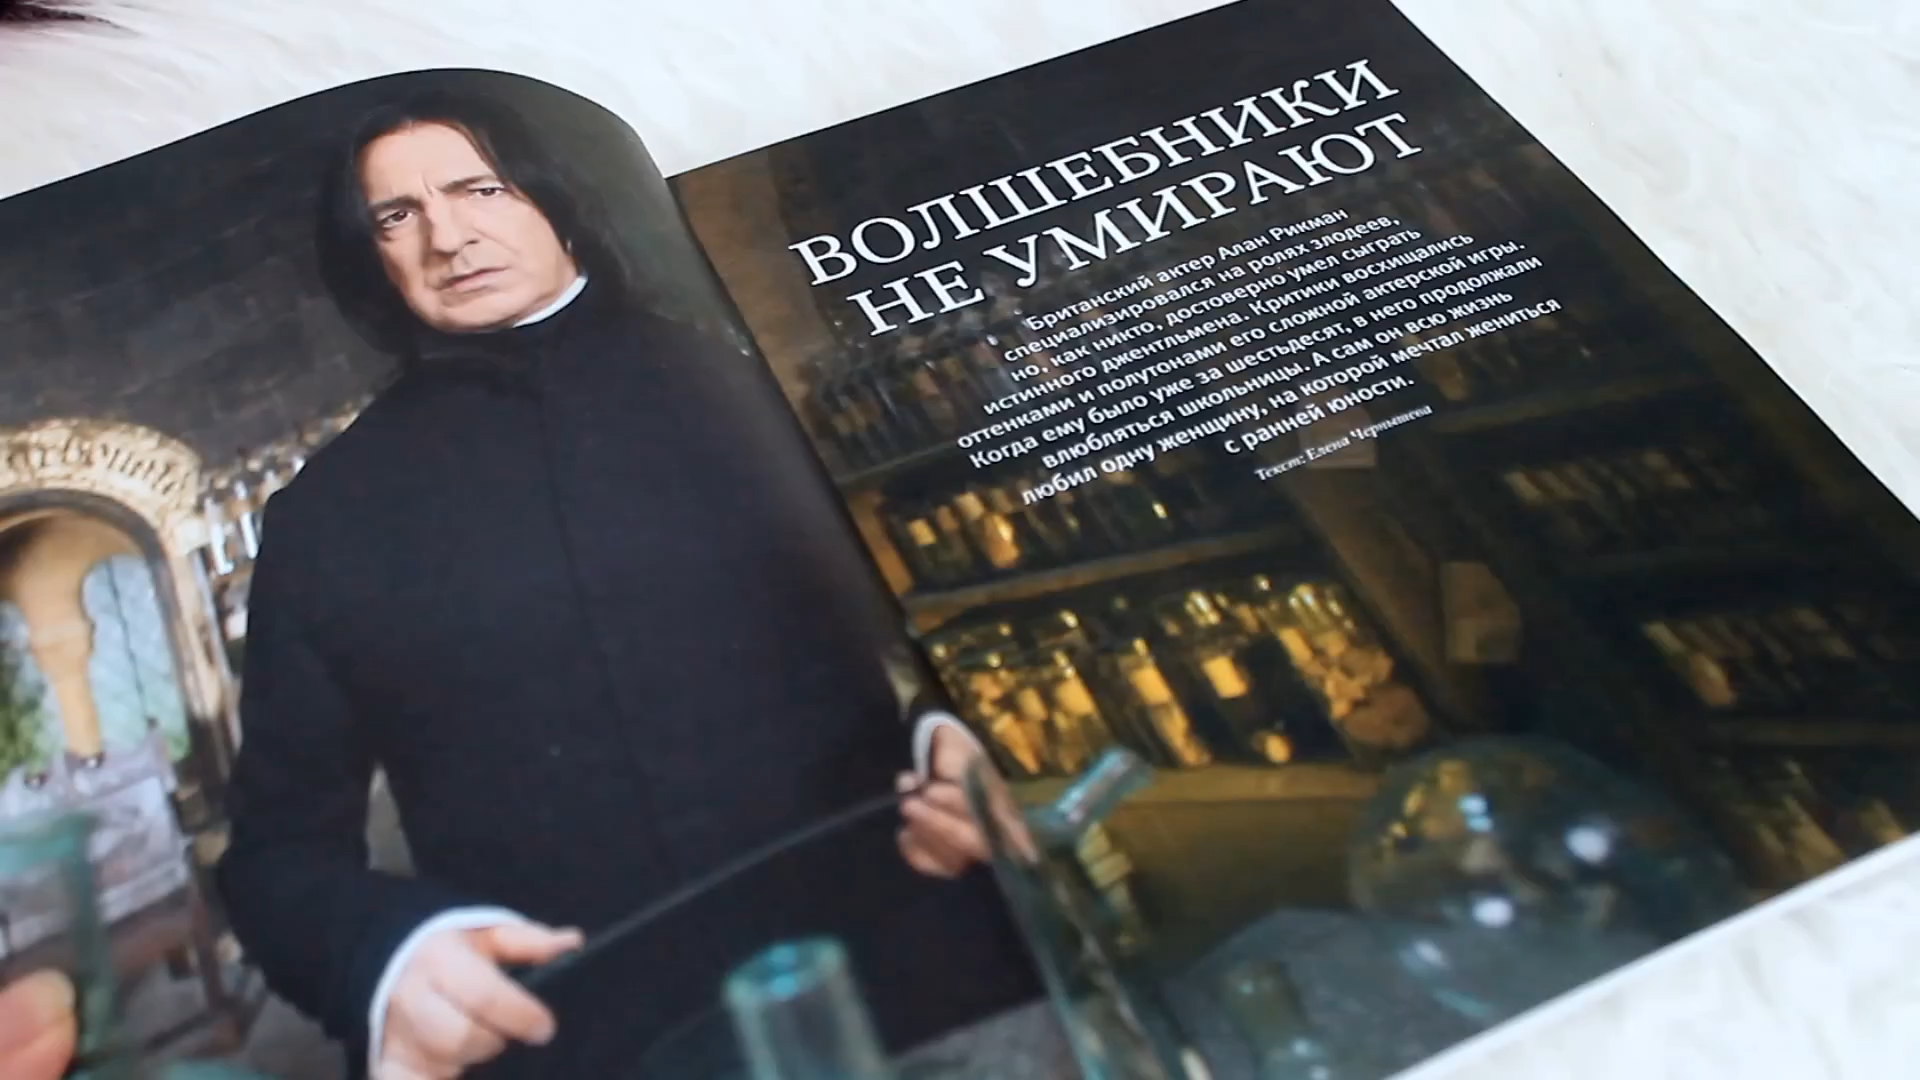 ВОЛШЕБНИКИ
НЕ УМИРАЮТ
Британский актер Алан Рикман
специализировался на ролях злодеев,
но, как никто, достоверно умел сыграть
истинного джентльмена. Критики восхищались
оттенками и полутонами его сложной актерской игры.
Когда ему было уже за шестьдесят, в него продолжали
влюбляться школьницы. А сам он всю жизнь
любил одну женщину, на которой мечтал жениться
с ранней юности.
Текст: Елена Чернышева